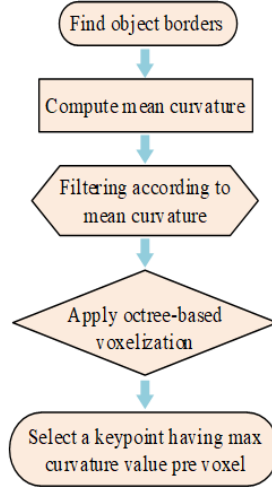 Find object borders
Compute mean curvature
Filtering according to
mean curvature
Apply octree-based
voxelization
Select a keypoint having max
curvature value pre voxel